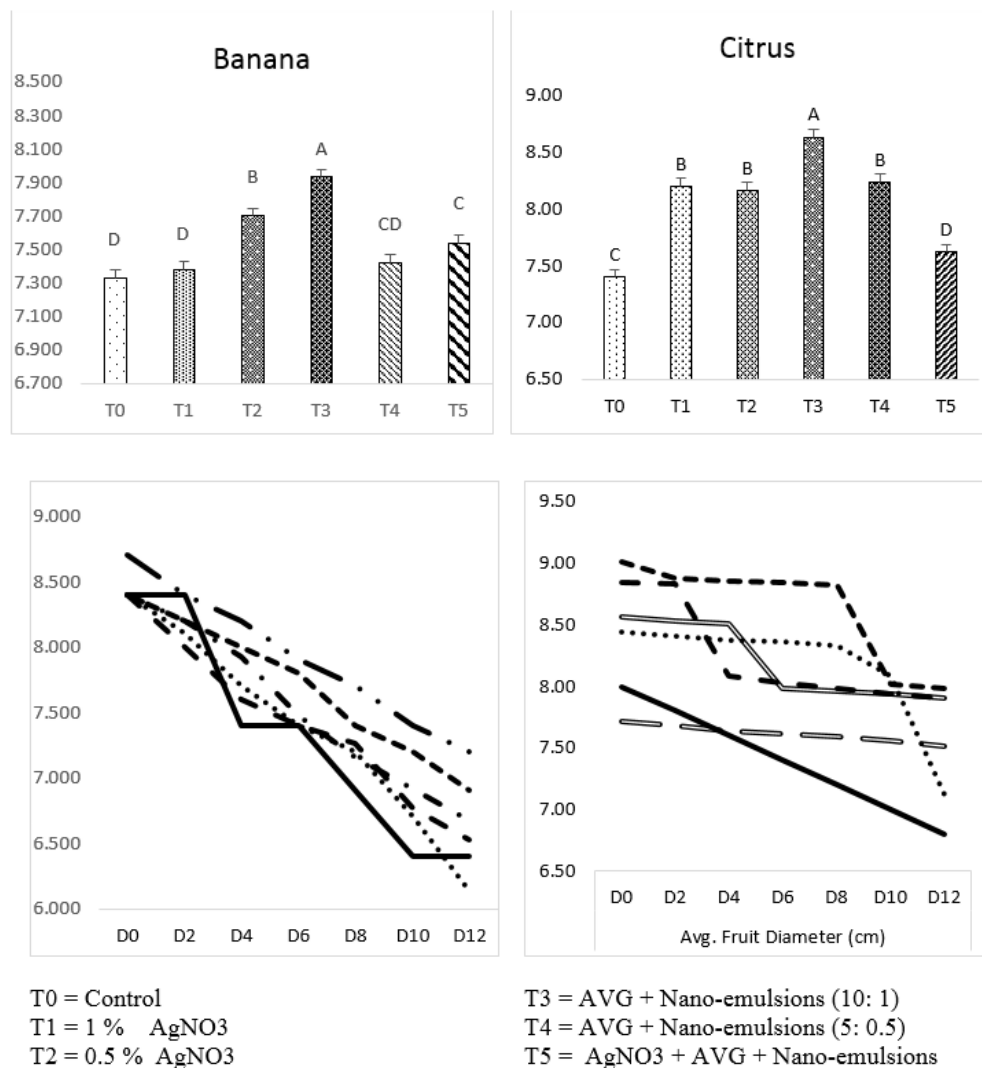 Banana
8.500
8.300
8.100
7.900
7.700
7.500
7.300
7.100
6.900
6.700
D D B A CD C
T0 T1 T2 T3 T4 T5
Citrus
9.00
8.50
8.00
7.50
7.00
6.50
C B B A B D
T0 T1 T2 T3 T4 T5
9.000
8.500
8.000
7.500
7.000
6.500
6.000
D0 D2 D4 D6 D8 D10 D12
9.50
9.00
8.50
8.00
7.50
7.00
6.50
D0 D2 D4 D6 D8 D10 D12
Avg. Fruit Diameter (cm)
T0 = Control
T1 = 1 % AgNO3
T2 = 0.5 % AgNO3
T3 = AVG + Nano-emulsions (10: 1)
T4 = AVG + Nano-emulsions (5: 0.5)
T5 = AgNO3 + AVG + Nano-emulsions